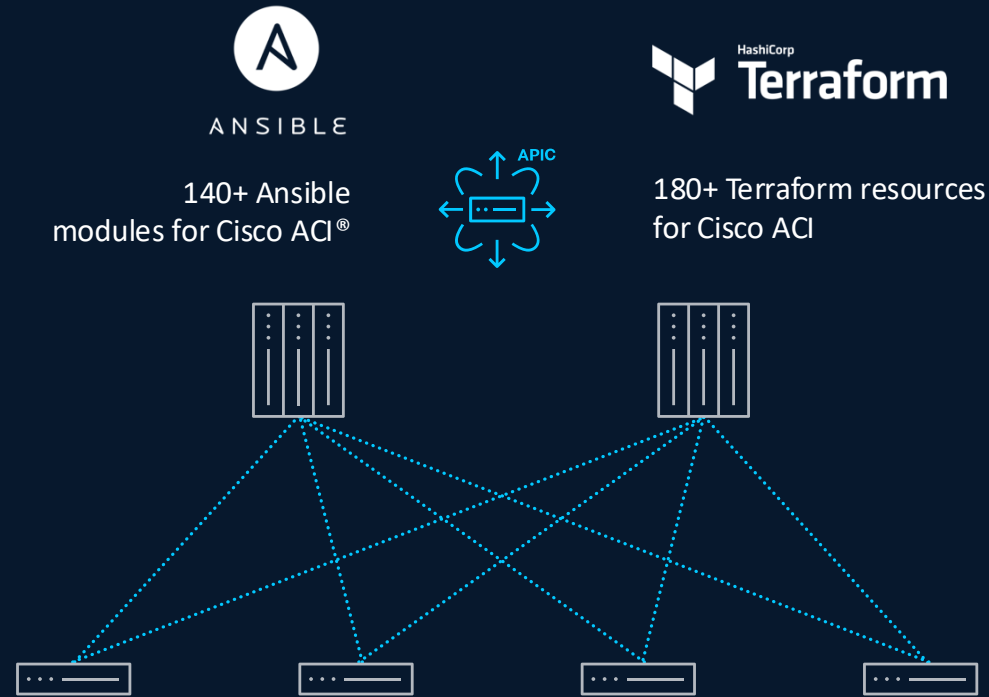 ANSIBLE
HashiCorp
Terraform
APIC
140+ Ansible
modules for Cisco ACI®
180+ Terraform resources
for Cisco ACI